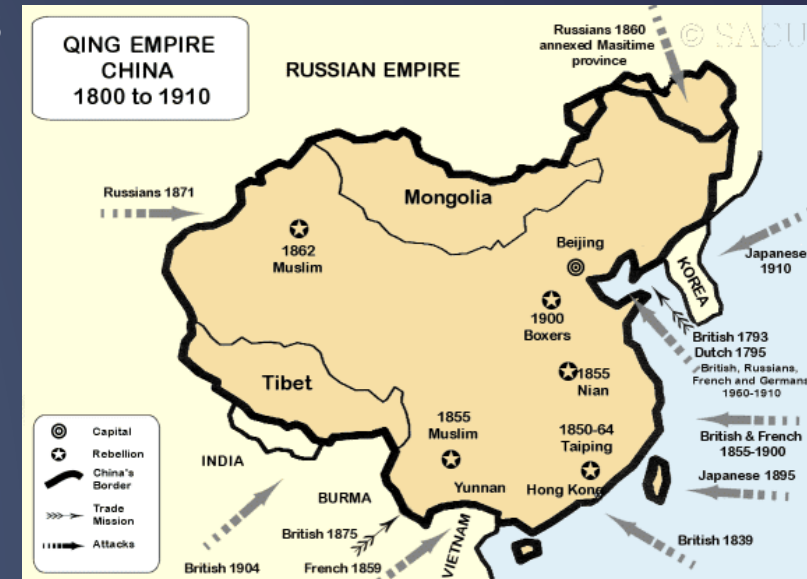 QING EMPIRE
CHINA
1800 to 1910
RUSSIAN EMPIRE
Russians 1860
annexed Masitime
province
© SACU
Russians 1871
Mongolia
1862
Muslim
Beijing
KOREA
Japanese
1910
1900
Boxers
British 1793
Dutch 1795
British, Russians,
French and Germans
1960-1910
Tibet
1855
Nian
1855
Muslim
1850-64
Taiping
British & French
1855-1900
Japanese 1895
Yunnan
Hong Kong
INDIA
BURMA
VIETNAM
British 1875
British 1839
British 1904
French 1859
Capital
Rebellion
China's
Border
Trade
Mission
Attacks